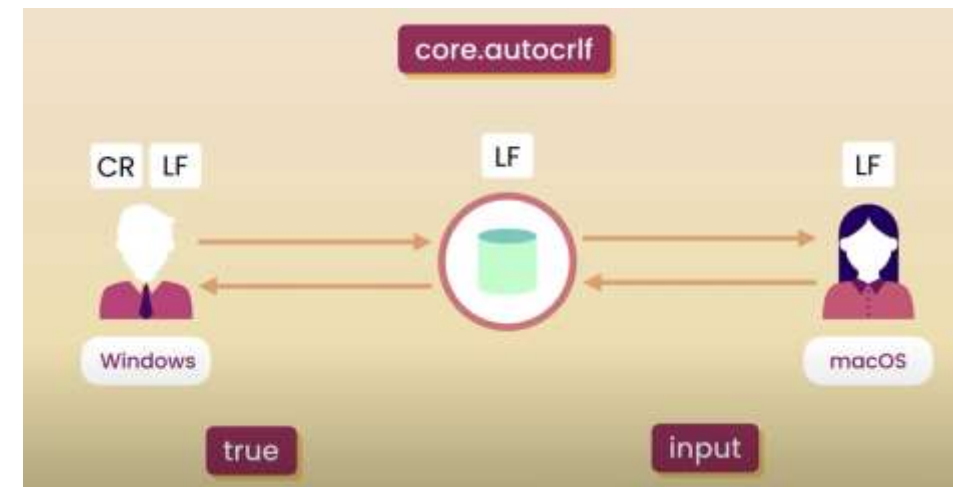 core.autocrlf
CR LF
LF
LF
Windows
macOS
true
input